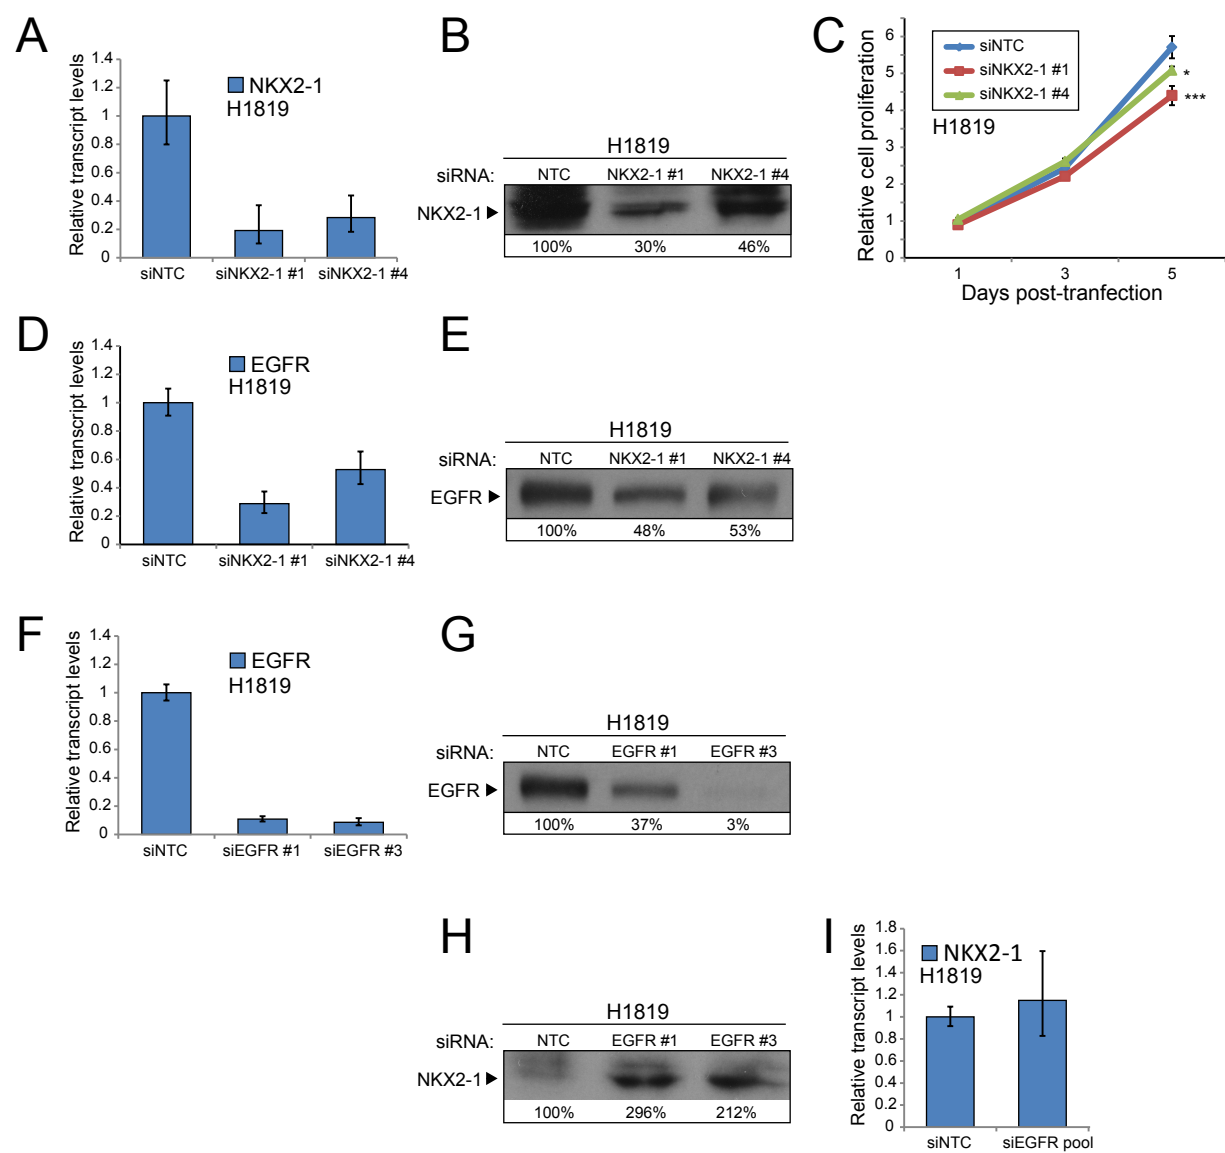 A
Relative transcript levels
1.4
1.2
1
0.8
0.6
0.4
0.2
0
NKX2-1
H1819
siNTC
siNKX2-1 #1
siNKX2-1 #4
B
H1819
siRNA: NTC NKX2-1 #1 NKX2-1 #4
NKX2-1
100% 30% 46%
C
Relative cell proliferation
6
5
4
3
2
1
0
siNTC
siNKX2-1 #1
siNKX2-1 #4
H1819
*
***
1 3 5
Days post-tranfection
D
Relative transcript levels
1.4
1.2
1
0.8
0.6
0.4
0.2
0
EGFR
H1819
siNTC
siNKX2-1 #1
siNKX2-1 #4
E
H1819
siRNA: NTC NKX2-1 #1 NKX2-1 #4
EGFR
100% 48% 53%
F
Relative transcript levels
1.4
1.2
1
0.8
0.6
0.4
0.2
0
EGFR
H1819
siNTC
siEGFR #1
siEGFR #3
G
H1819
siRNA: NTC EGFR #1 EGFR #3
EGFR
100% 37% 3%
H
H1819
siRNA: NTC EGFR #1 EGFR #3
NKX2-1
100% 296% 212%
I
Relative transcript levels
1.8
1.6
1.4
1.2
1
0.8
0.6
0.4
0.2
0
NKX2-1
H1819
siNTC
siEGFR pool